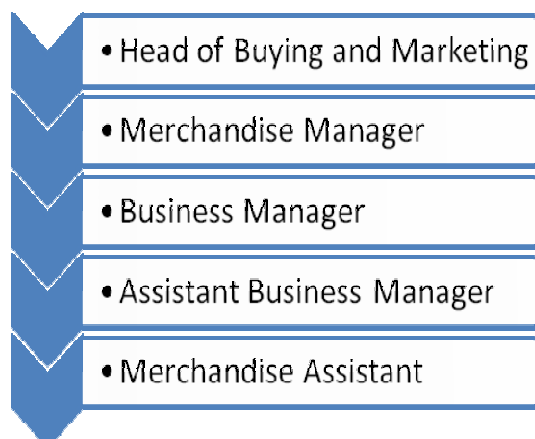 • Head of Buying and Marketing
• Merchandise Manager
• Business Manager
• Assistant Business Manager
• Merchandise Assistant